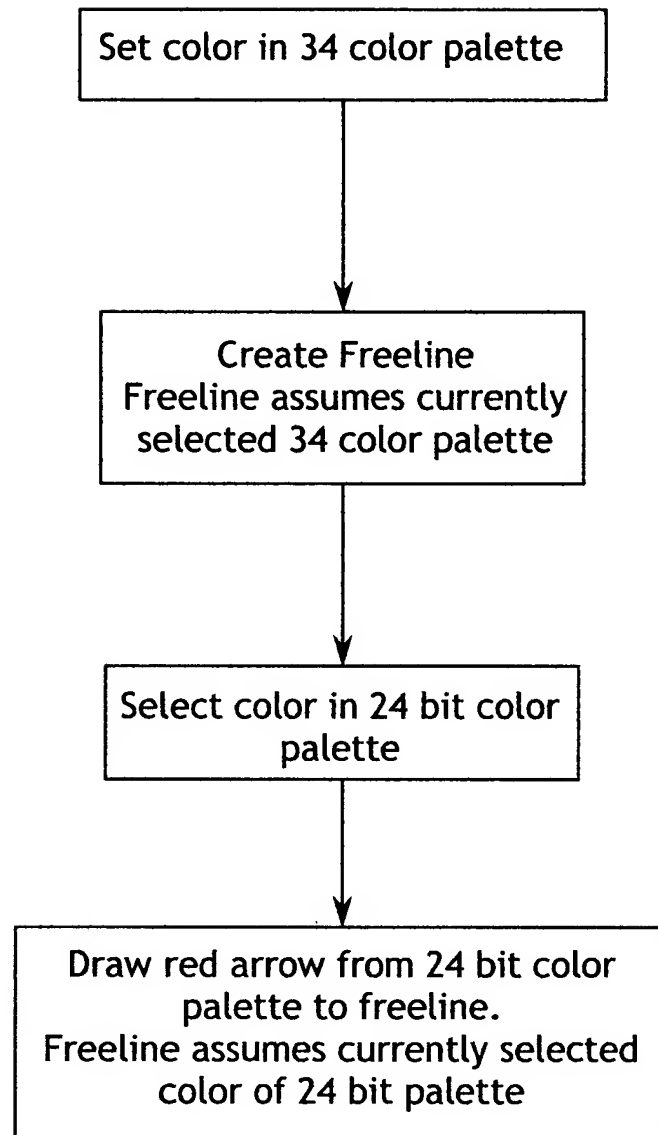 Set color in 34 color palette
Create Freeline
Freeline assumes currently
selected 34 color palette
Select color in 24 bit color
palette
Draw red arrow from 24 bit color
palette to freeline.
Freeline assumes currently selected
color of 24 bit palette